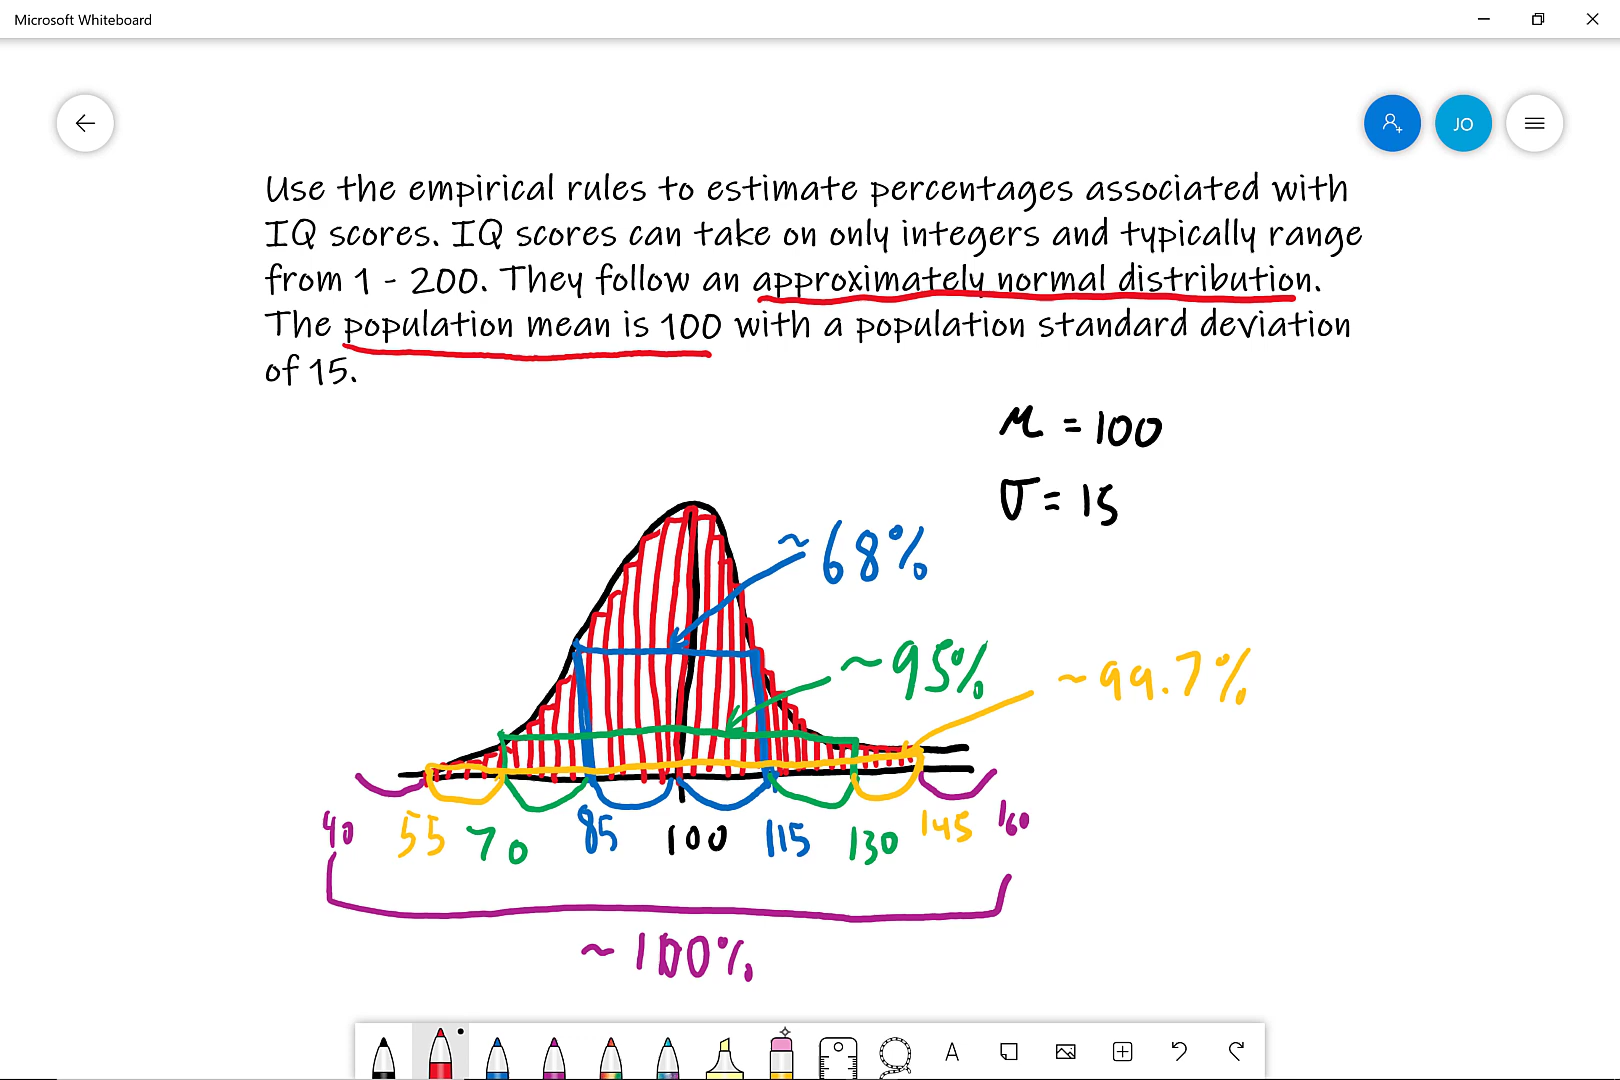 Microsoft Whiteboard
JO
Use the empirical rules to estimate percentages associated with
IQ scores. IQ scores can take on only integers and typically range
from 1 - 200. They follow an approximately normal distribution.
The population mean is 100 with a population standard deviation
of 15.
μ = 100
σ = 15
~68%
~95%
~99.7%
40 55 70 85 100 115 130 145 160
~100%
A